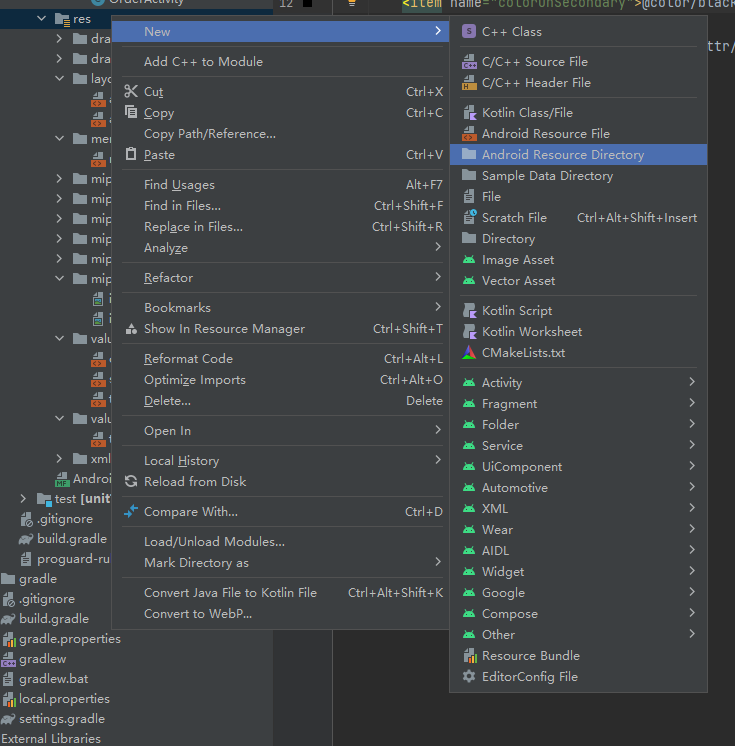 OrderActivity
res
dra
dra
layo
mer
mip
mip
mip
mip
mip
valu
valu
xml
Androi
test [unit
.gitignore
build.gradle
proguard-ru
gradle
.gitignore
build.gradle
gradle.properties
gradlew
gradlew.bat
local.properties
settings.gradle
External Libraries
12
<item name="colorOnSecondary">@color/black
ttr/
New
Add C++ to Module
Cut Ctrl+X
Copy Ctrl+C
Copy Path/Reference...
Paste Ctrl+V
Find Usages Alt+F7
Find in Files... Ctrl+Shift+F
Replace in Files... Ctrl+Shift+R
Analyze
Refactor
Bookmarks
Show In Resource Manager Ctrl+Shift+T
Reformat Code Ctrl+Alt+L
Optimize Imports Ctrl+Alt+O
Delete... Delete
Open In
Local History
Reload from Disk
Compare With... Ctrl+D
Load/Unload Modules...
Mark Directory as
Convert Java File to Kotlin File Ctrl+Alt+Shift+K
Convert to WebP...
C++ Class
C/C++ Source File
C/C++ Header File
Kotlin Class/File
Android Resource File
Android Resource Directory
Sample Data Directory
File
Scratch File Ctrl+Alt+Shift+Insert
Directory
Image Asset
Vector Asset
Kotlin Script
Kotlin Worksheet
CMakeLists.txt
Activity
Fragment
Folder
Service
UiComponent
Automotive
XML
Wear
AIDL
Widget
Google
Compose
Other
Resource Bundle
EditorConfig File